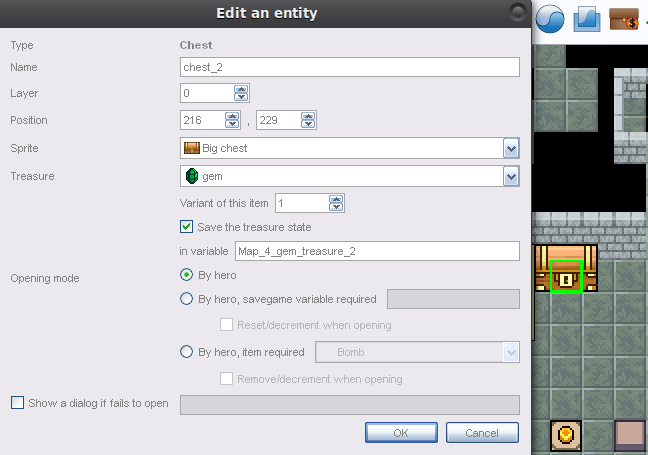 Edit an entity
Type Chest
Name chest_2
Layer 0
Position 216 , 229
Sprite Big chest
Treasure gem
Variant of this item 1
Save the treasure state
in variable Map_4_gem_treasure_2
Opening mode By hero
By hero, savegame variable required
Reset/decrement when opening
By hero, item required Bomb
Remove/decrement when opening
Show a dialog if fails to open
OK Cancel